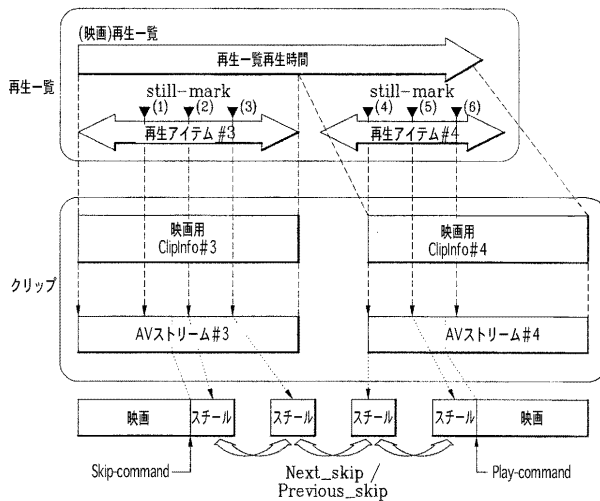 (映画)再生一覧
再生一覧再生時間
再生一覧
still-mark
still-mark
(1)
(2)
(3)
(4)
(5)
(6)
再生アイテム#3
再生アイテム#4
映画用
ClipInfo#3
映画用
ClipInfo#4
クリップ
AVストリーム#3
AVストリーム#4
映画
スチール
スチール
スチール
スチール
映画
Skip-command
Next_skip /
Previous_skip
Play-command